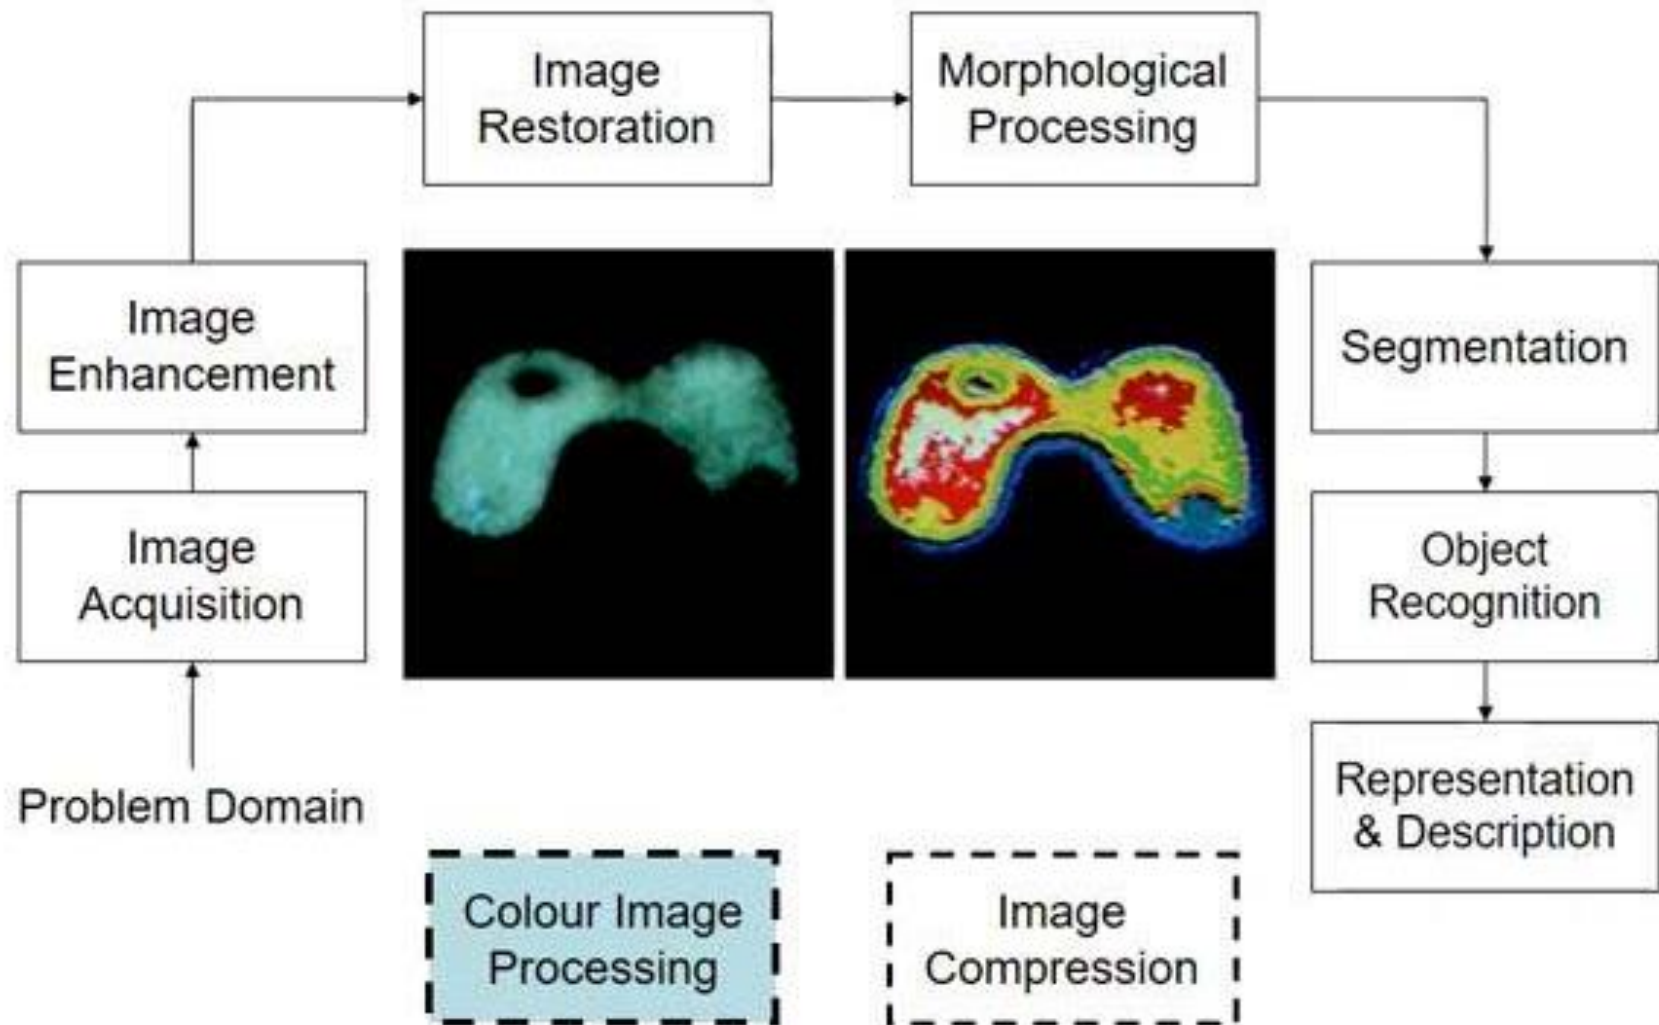 Image
Restoration
Morphological
Processing
Image
Enhancement
Segmentation
Image
Acquisition
Object
Recognition
Problem Domain
Representation
& Description
Colour Image
Processing
Image
Compression